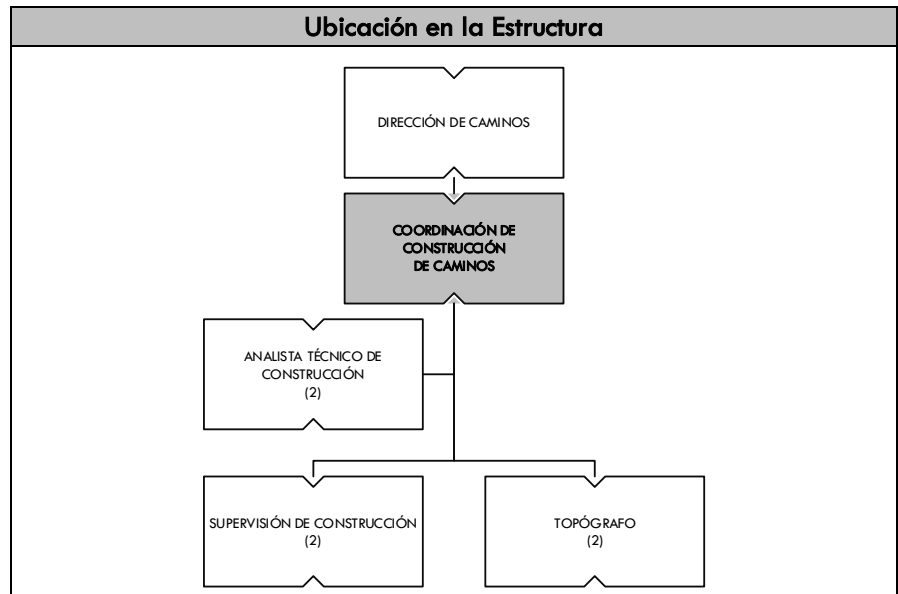 Ubicación en la Estructura
DIRECCIÓN DE CAMINOS
COORDINACIÓN DE
CONSTRUCCIÓN
DE CAMINOS
ANALISTA TÉCNICO DE
CONSTRUCCIÓN
(2)
SUPERVISIÓN DE CONSTRUCCIÓN
(2)
TOPÓGRAFO
(2)